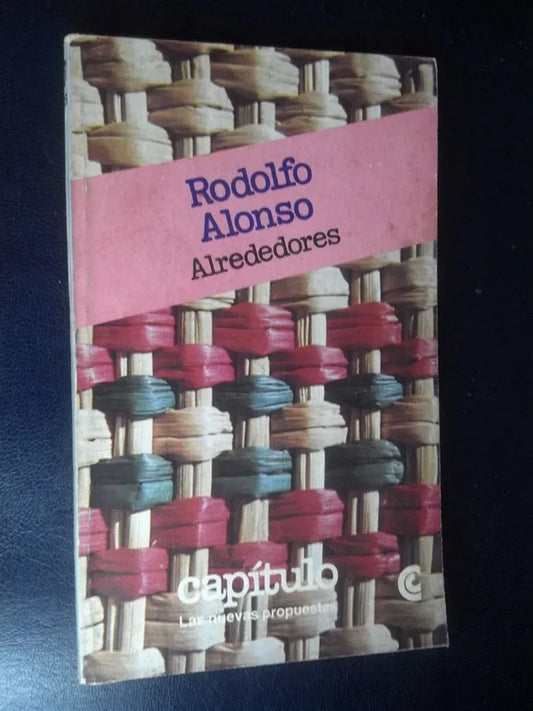 Rodolfo
Alonso
Alrededores
capítulo
Las nuevas propuestas